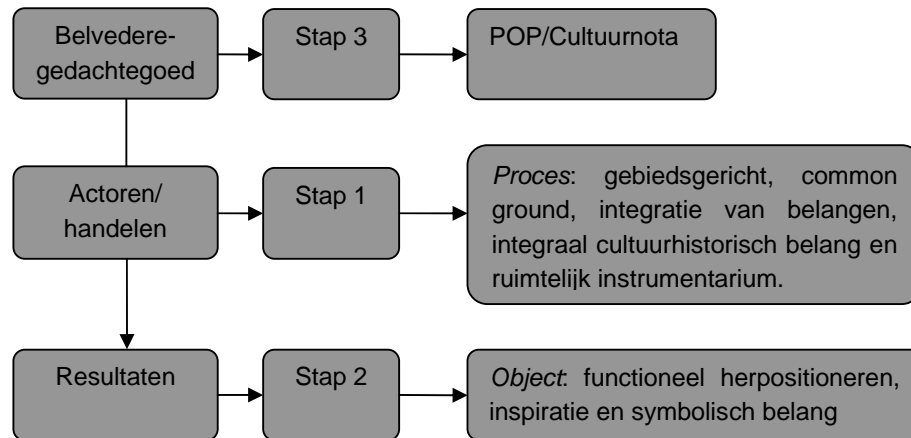 Belvedere-
gedachtegoed
Stap 3
POP/Cultuurnota
Actoren/
handelen
Stap 1
Proces: gebiedsgericht, common
ground, integratie van belangen,
integraal cultuurhistorisch belang en
ruimtelijk instrumentarium.
Resultaten
Stap 2
Object: functioneel herpositioneren,
inspiratie en symbolisch belang